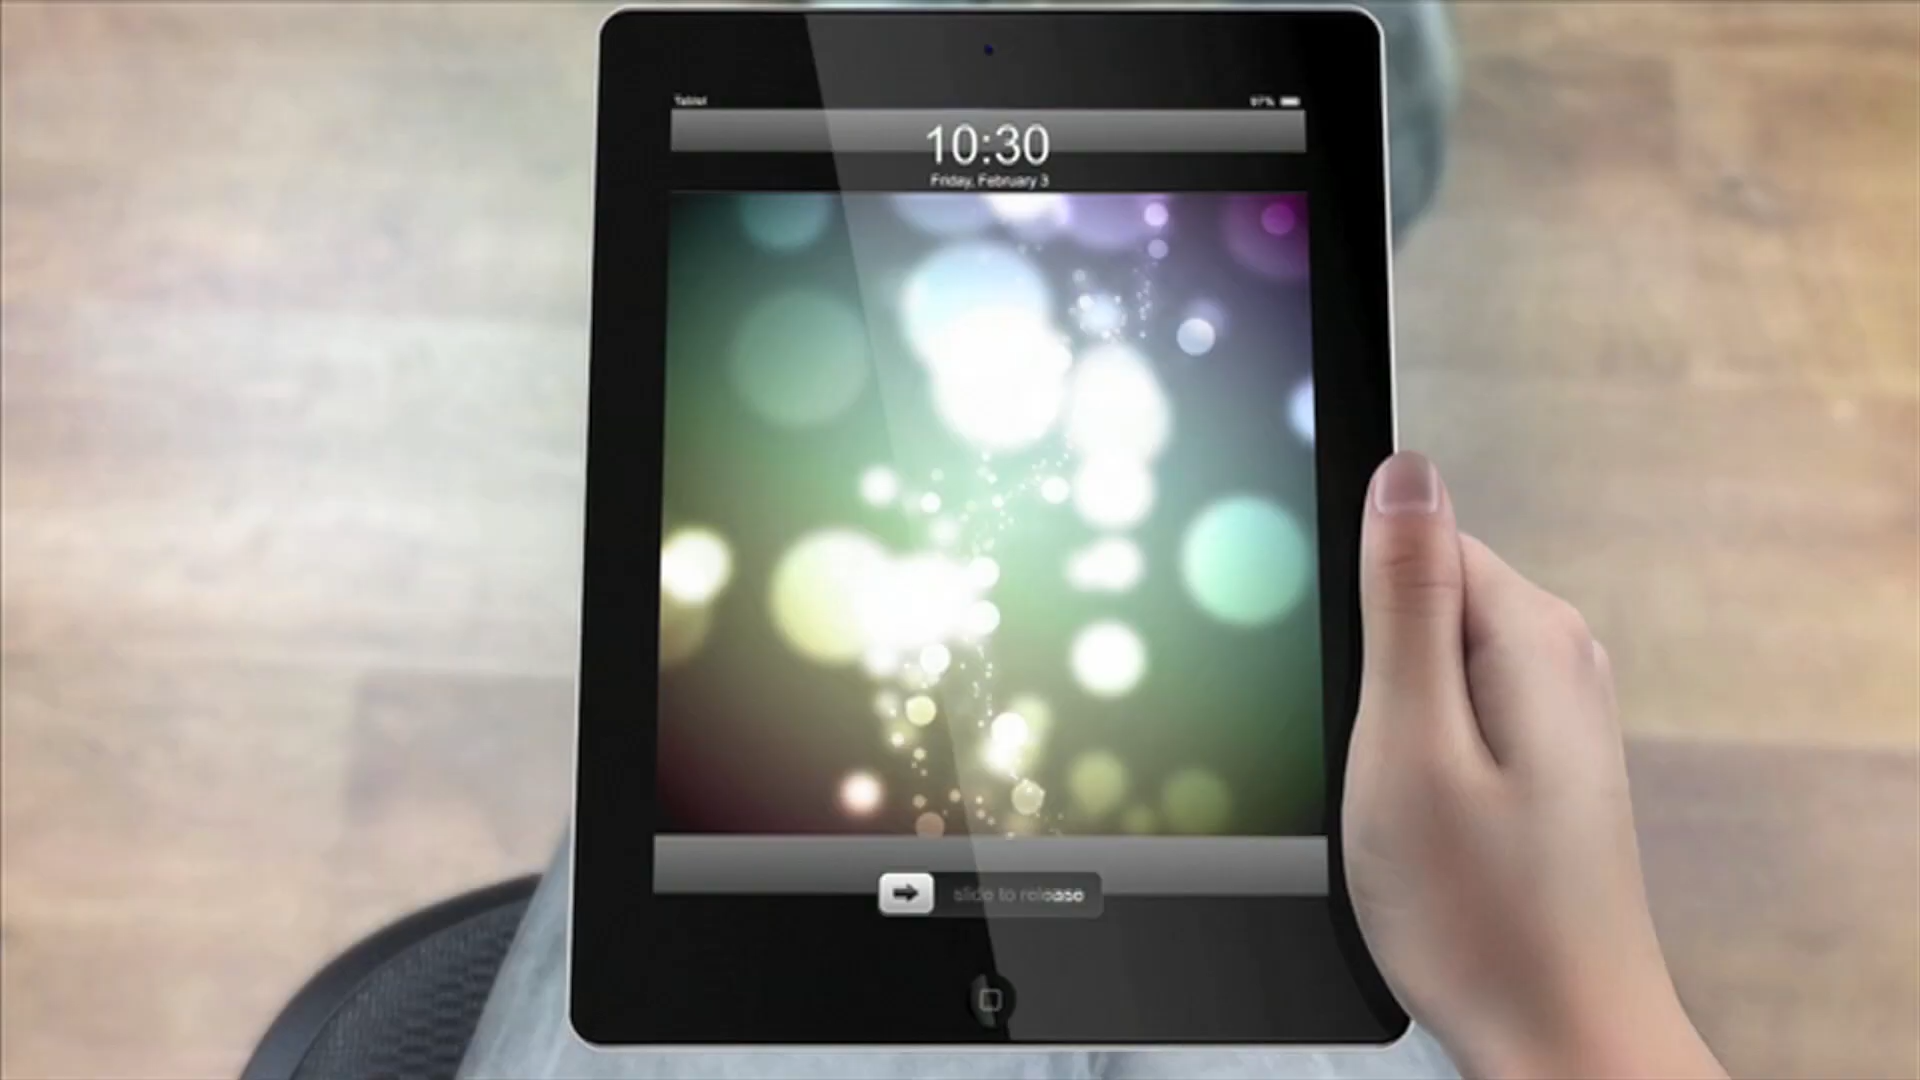 Tablet
97%
10:30
Friday, February 3
slide to release